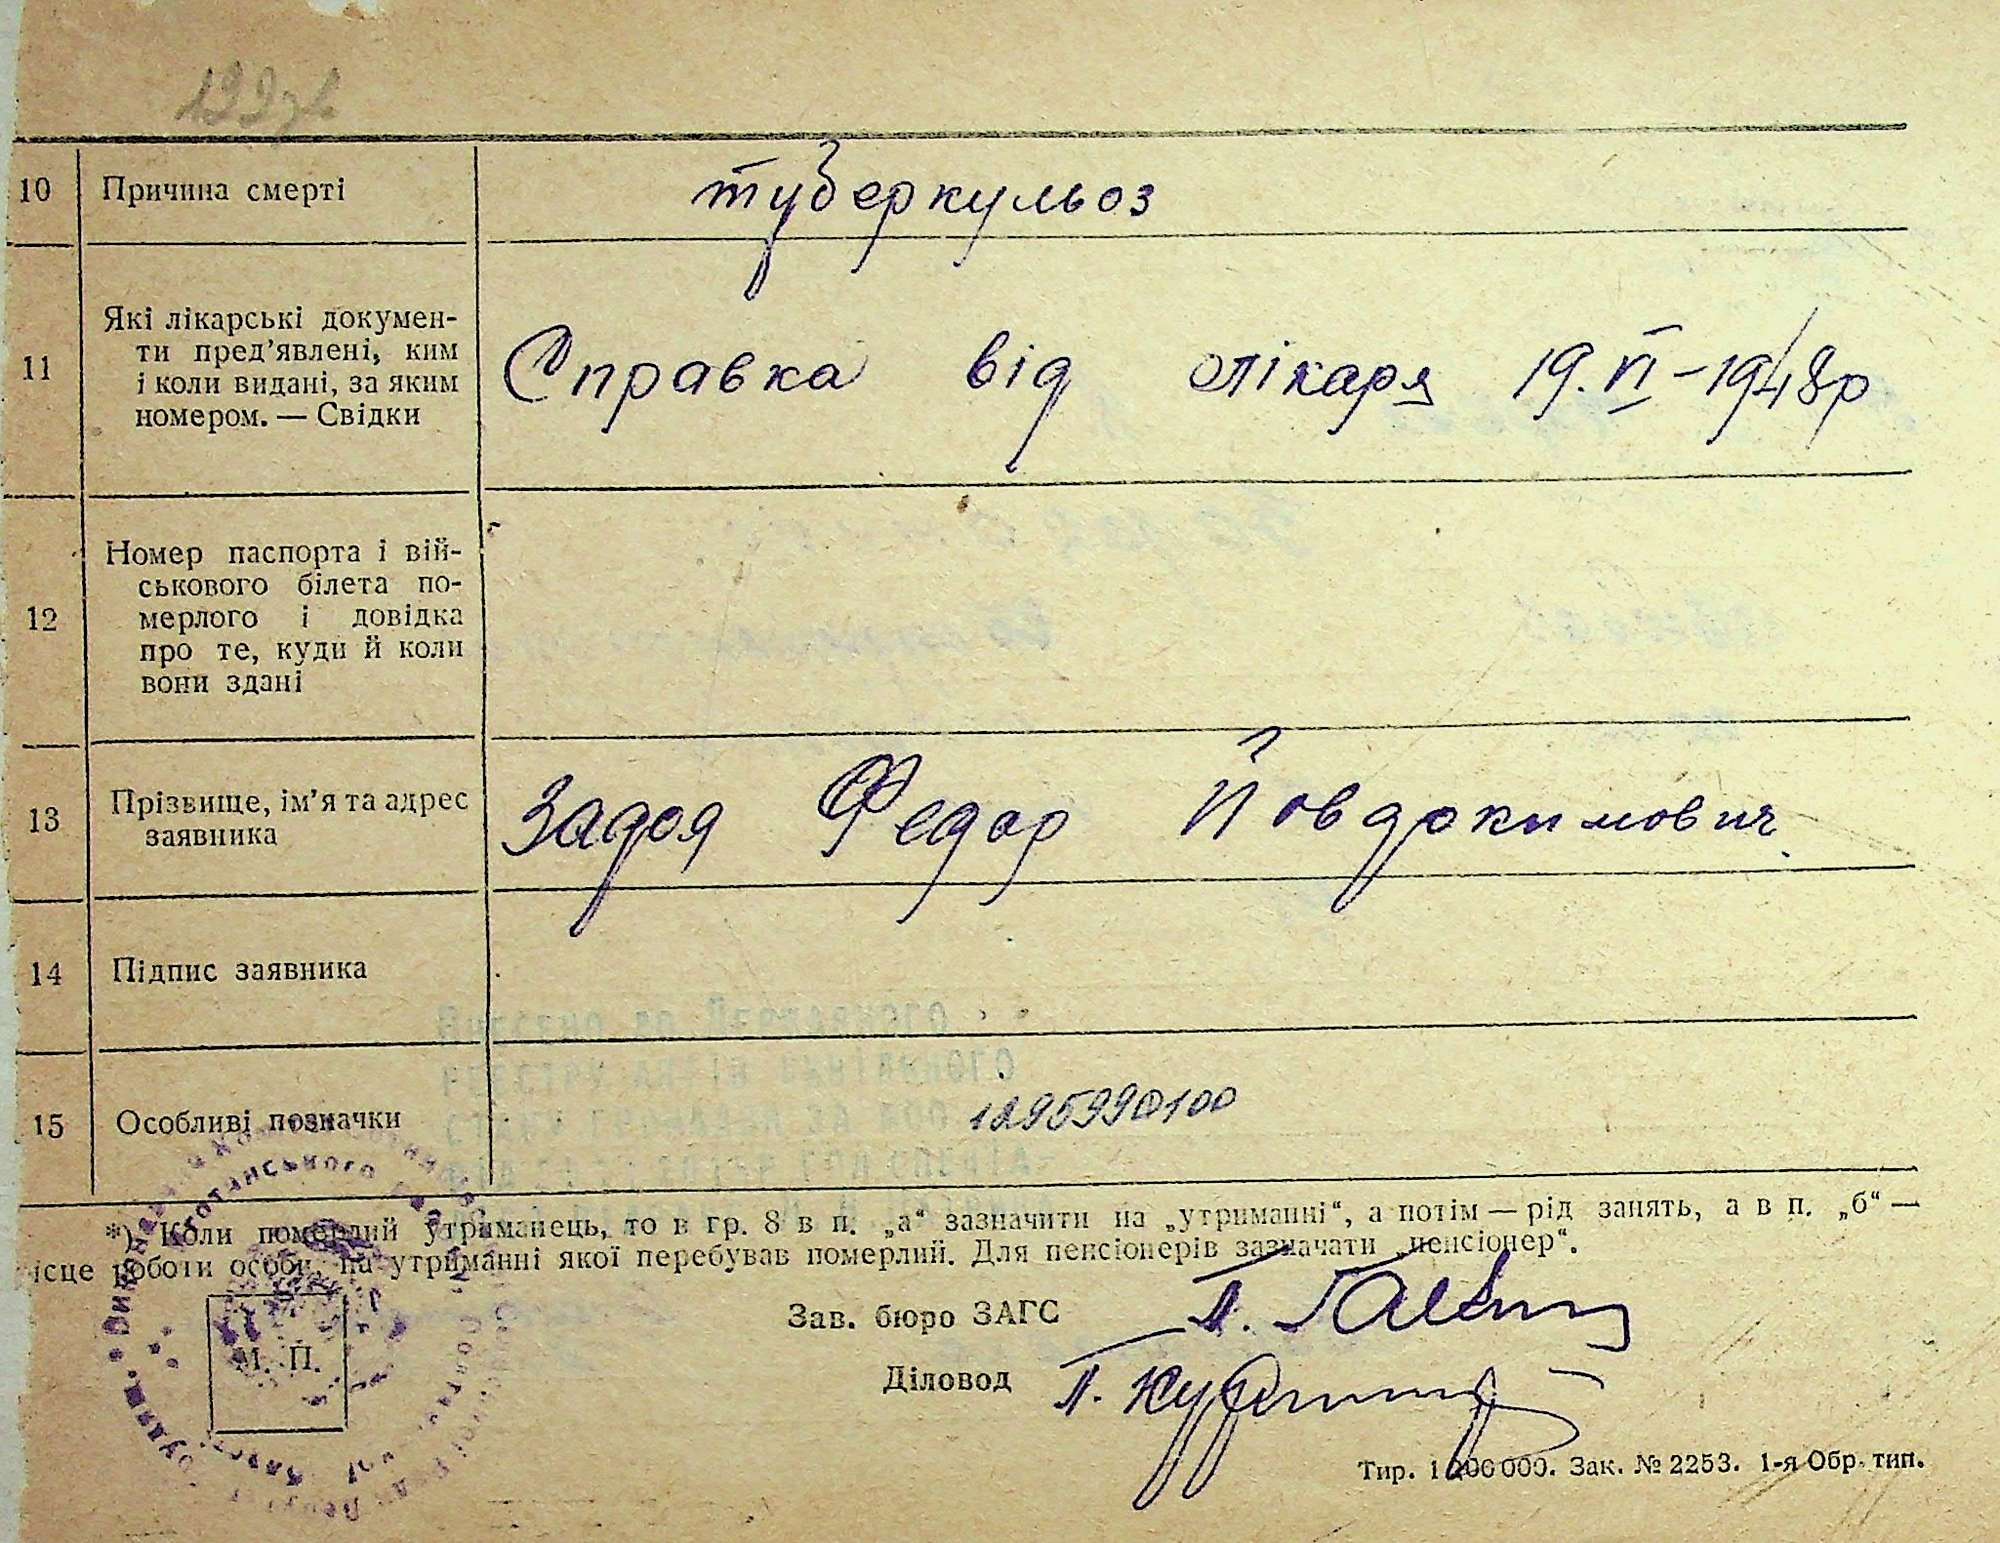 10 Причина смерті туберкульоз
11 Які лікарські докумен-
ти пред’явлені, ким
і коли видані, за яким
номером. — Свідки
Справка від лікаря 19.VI-1948р
12 Номер паспорта і вій-
ськового білета по-
мерлого і довідка
про те, куди й коли
вони здані
13 Прізвище, ім’я та адрес
заявника
Задоя Федор Йовдокимович
14 Підпис заявника
15 Особливі позначки
*) Коли померлий утриманець, то в гр. 8 в п. „а“ зазначити на „утриманні“, а потім — рід занять, а в п. „б“ —
ісце роботи особи, на утриманні якої перебував померлий. Для пенсіонерів зазначати „пенсіонер“.
Зав. бюро ЗАГС
М. П.
Діловод
Тир. 1 200 000. Зак. № 2253. 1-я Обр. тип.